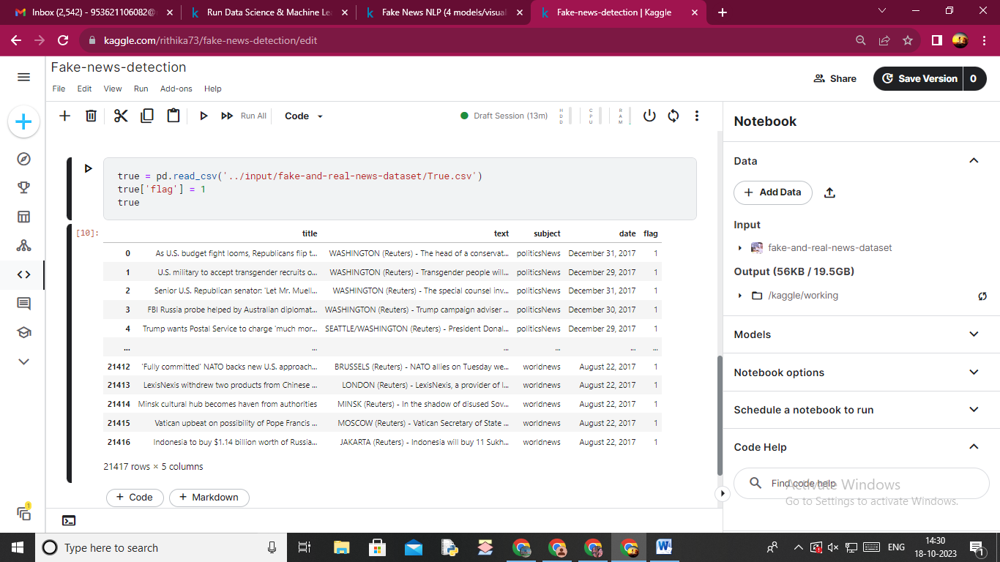 Inbox (2,542) - 953621106082@
Run Data Science & Machine Le
Fake News NLP (4 models/visual
Fake-news-detection | Kaggle
kaggle.com/rithika73/fake-news-detection/edit
Fake-news-detection
File Edit View Run Add-ons Help
Share
Save Version 0
Run All
Code
Draft Session (13m)
HDD
CPU
RAM
Notebook
true = pd.read_csv('../input/fake-and-real-news-dataset/True.csv')
true['flag'] = 1
true
[10]:
title text subject date flag
0 As U.S. budget fight looms, Republicans flip t... WASHINGTON (Reuters) - The head of a conservat... politicsNews December 31, 2017 1
1 U.S. military to accept transgender recruits o... WASHINGTON (Reuters) - Transgender people will... politicsNews December 29, 2017 1
2 Senior U.S. Republican senator: 'Let Mr. Muell... WASHINGTON (Reuters) - The special counsel inv... politicsNews December 31, 2017 1
3 FBI Russia probe helped by Australian diplomat... WASHINGTON (Reuters) - Trump campaign adviser ... politicsNews December 30, 2017 1
4 Trump wants Postal Service to charge 'much mor... SEATTLE/WASHINGTON (Reuters) - President Donal... politicsNews December 29, 2017 1
... ... ... ... ... ...
21412 'Fully committed' NATO backs new U.S. approach... BRUSSELS (Reuters) - NATO allies on Tuesday we... worldnews August 22, 2017 1
21413 LexisNexis withdrew two products from Chinese ... LONDON (Reuters) - LexisNexis, a provider of l... worldnews August 22, 2017 1
21414 Minsk cultural hub becomes haven from authorities MINSK (Reuters) - In the shadow of disused Sov... worldnews August 22, 2017 1
21415 Vatican upbeat on possibility of Pope Francis ... MOSCOW (Reuters) - Vatican Secretary of State ... worldnews August 22, 2017 1
21416 Indonesia to buy $1.14 billion worth of Russia... JAKARTA (Reuters) - Indonesia will buy 11 Sukh... worldnews August 22, 2017 1
21417 rows × 5 columns
+ Code
+ Markdown
Data
+ Add Data
Input
fake-and-real-news-dataset
Output (56KB / 19.5GB)
/kaggle/working
Models
Notebook options
Schedule a notebook to run
Code Help
Find code help
Activate Windows
Go to Settings to activate Windows.
1
Type here to search
ENG
14:30
18-10-2023
1